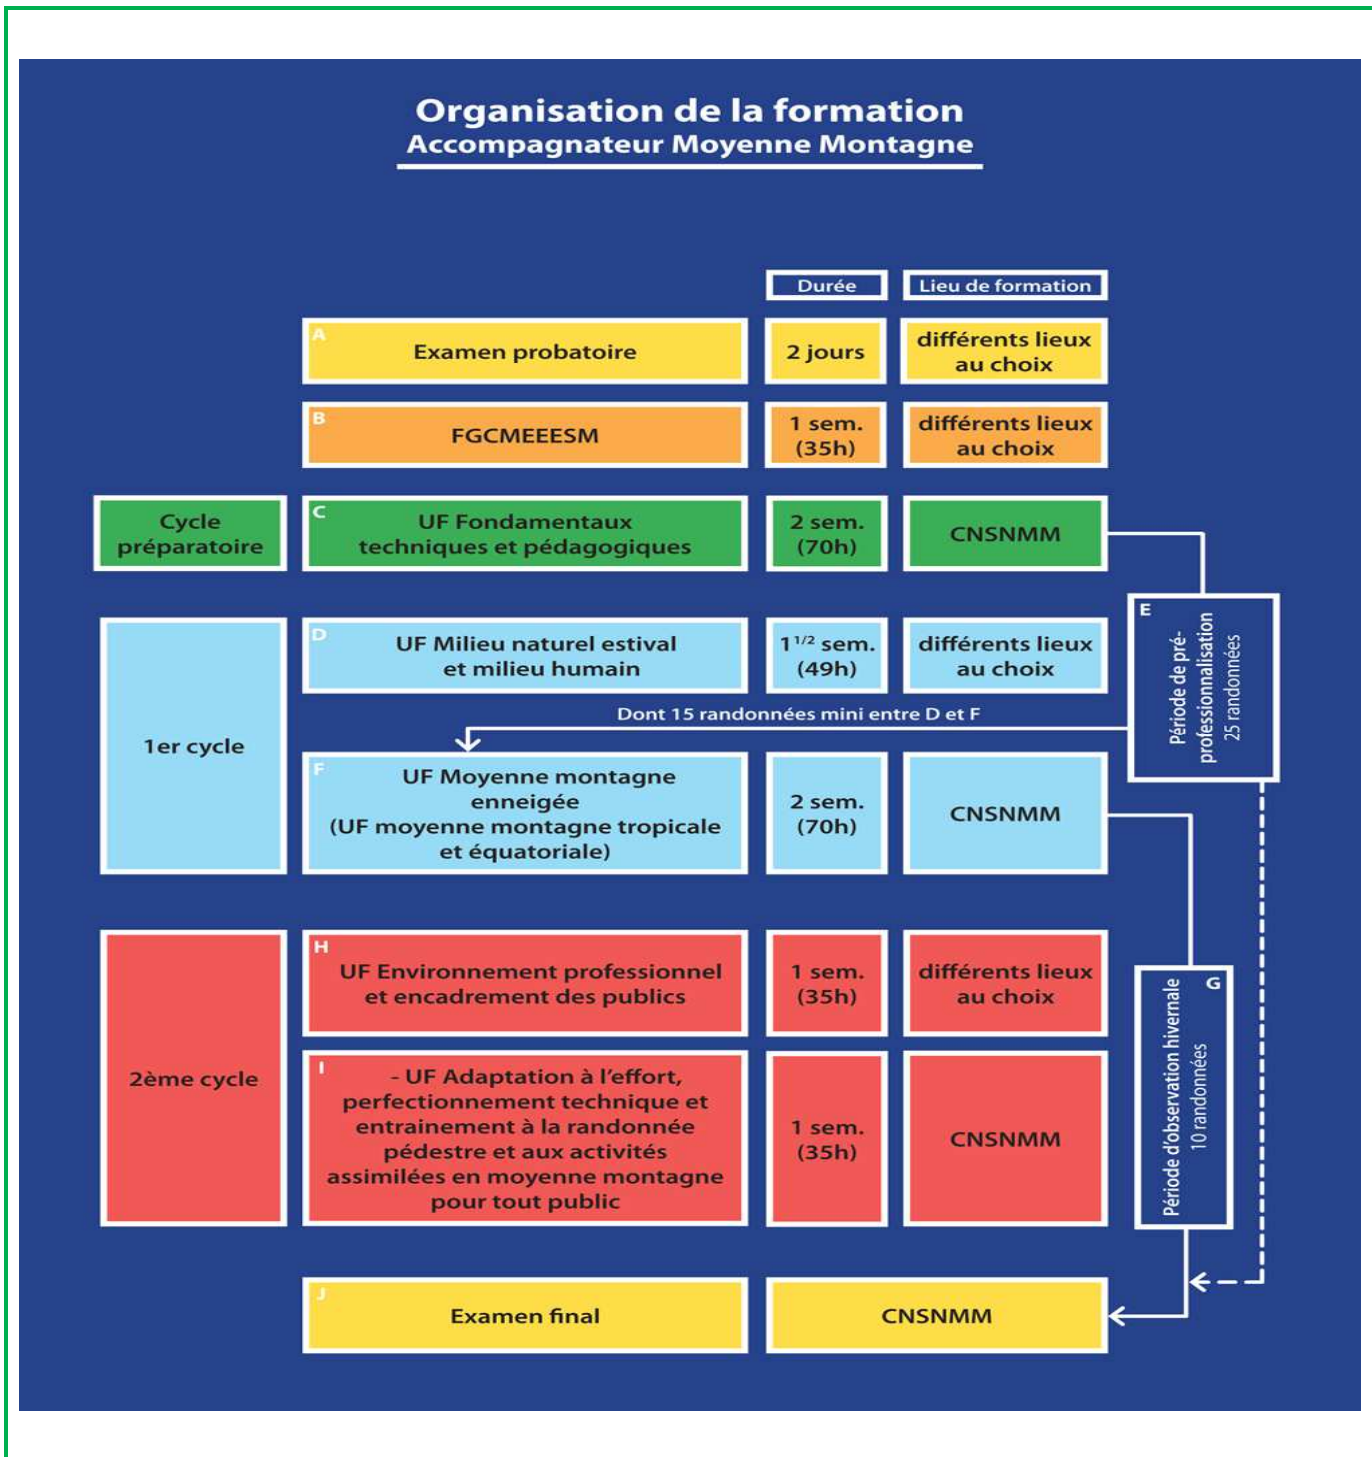 Organisation de la formation
Accompagnateur Moyenne Montagne
Durée
Lieu de formation
A
Examen probatoire
2 jours
différents lieux
au choix
B
FGCMEEESM
1 sem.
(35h)
différents lieux
au choix
Cycle
préparatoire
C
UF Fondamentaux
techniques et pédagogiques
2 sem.
(70h)
CNSNMM
E
Période de pré-
professionnalisation
25 randonnées
1er cycle
D
UF Milieu naturel estival
et milieu humain
1 1/2 sem.
(49h)
différents lieux
au choix
Dont 15 randonnées mini entre D et F
F
UF Moyenne montagne
enneigée
(UF moyenne montagne tropicale
et équatoriale)
2 sem.
(70h)
CNSNMM
2ème cycle
H
UF Environnement professionnel
et encadrement des publics
1 sem.
(35h)
différents lieux
au choix
G
Période d'observation hivernale
10 randonnées
I
- UF Adaptation à l'effort,
perfectionnement technique et
entrainement à la randonnée
pédestre et aux activités
assimilées en moyenne montagne
pour tout public
1 sem.
(35h)
CNSNMM
J
Examen final
CNSNMM